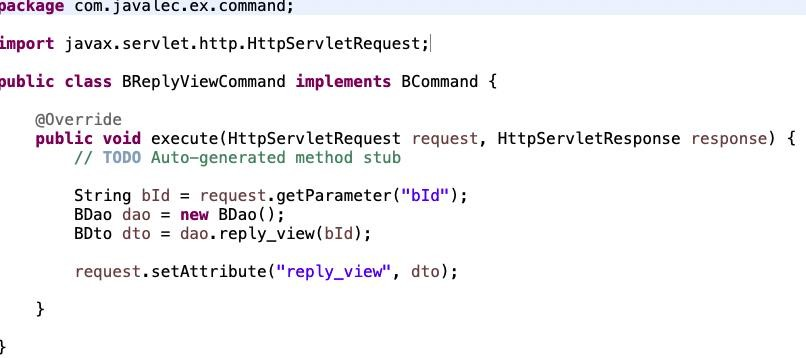 package com.javalec.ex.command;
import javax.servlet.http.HttpServletRequest;
public class BReplyViewCommand implements BCommand {
@Override
public void execute(HttpServletRequest request, HttpServletResponse response) {
// TODO Auto-generated method stub
String bId = request.getParameter("bId");
BDao dao = new BDao();
BDto dto = dao.reply_view(bId);
request.setAttribute("reply_view", dto);
}
}